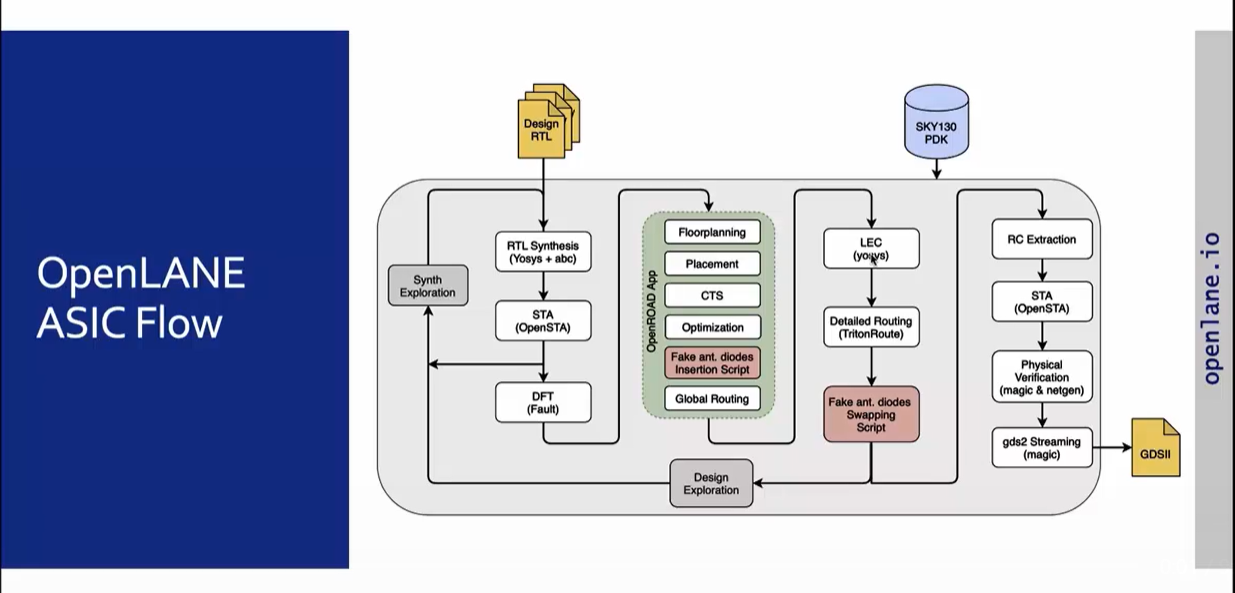 OpenLANE
ASIC Flow
Design
RTL
SKY130
PDK
RTL Synthesis
(Yosys + abc)
Synth
Exploration
STA
(OpenSTA)
DFT
(Fault)
OpenROAD App
Floorplanning
Placement
CTS
Optimization
Fake ant. diodes
Insertion Script
Global Routing
LEC
(yosys)
Detailed Routing
(TritonRoute)
Fake ant. diodes
Swapping
Script
Design
Exploration
RC Extraction
STA
(OpenSTA)
Physical
Verification
(magic & netgen)
gds2 Streaming
(magic)
GDSII
openlane.io